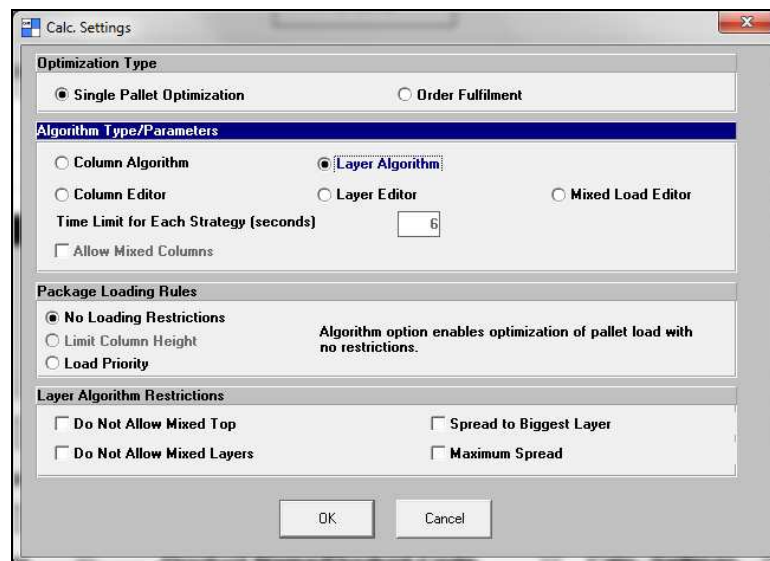 Calc. Settings
Optimization Type
Single Pallet Optimization
Order Fulfilment
Algorithm Type/Parameters
Column Algorithm
Layer Algorithm
Column Editor
Layer Editor
Mixed Load Editor
Time Limit for Each Strategy (seconds)
6
Allow Mixed Columns
Package Loading Rules
No Loading Restrictions
Limit Column Height
Load Priority
Algorithm option enables optimization of pallet load with
no restrictions.
Layer Algorithm Restrictions
Do Not Allow Mixed Top
Spread to Biggest Layer
Do Not Allow Mixed Layers
Maximum Spread
OK
Cancel